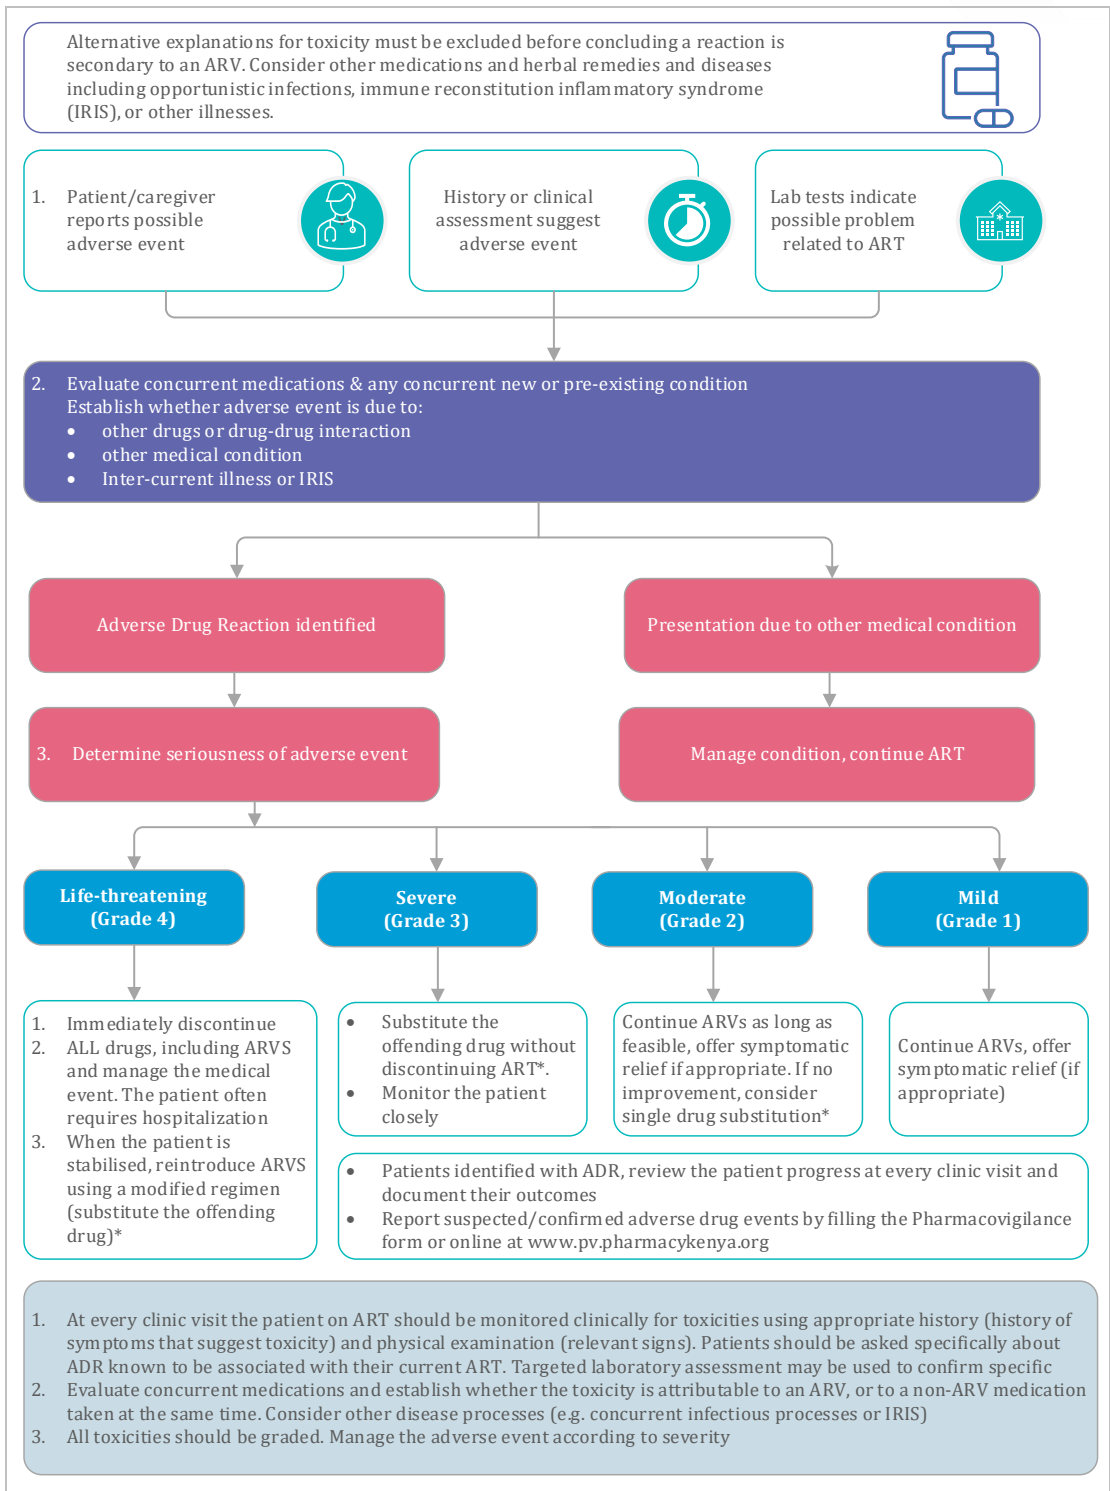 Alternative explanations for toxicity must be excluded before concluding a reaction is
secondary to an ARV. Consider other medications and herbal remedies and diseases
including opportunistic infections, immune reconstitution inflammatory syndrome
(IRIS), or other illnesses.
1. Patient/caregiver
reports possible
adverse event
History or clinical
assessment suggest
adverse event
Lab tests indicate
possible problem
related to ART
2. Evaluate concurrent medications & any concurrent new or pre-existing condition
Establish whether adverse event is due to:
• other drugs or drug-drug interaction
• other medical condition
• Inter-current illness or IRIS
Adverse Drug Reaction identified
Presentation due to other medical condition
3. Determine seriousness of adverse event
Manage condition, continue ART
Life-threatening
(Grade 4)
Severe
(Grade 3)
Moderate
(Grade 2)
Mild
(Grade 1)
1. Immediately discontinue
2. ALL drugs, including ARVS
and manage the medical
event. The patient often
requires hospitalization
3. When the patient is
stabilised, reintroduce ARVS
using a modified regimen
(substitute the offending
drug)*
• Substitute the
offending drug without
discontinuing ART*.
• Monitor the patient
closely
Continue ARVs as long as
feasible, offer symptomatic
relief if appropriate. If no
improvement, consider
single drug substitution*
Continue ARVs, offer
symptomatic relief (if
appropriate)
• Patients identified with ADR, review the patient progress at every clinic visit and
document their outcomes
• Report suspected/confirmed adverse drug events by filling the Pharmacovigilance
form or online at www.pv.pharmacykenya.org
1. At every clinic visit the patient on ART should be monitored clinically for toxicities using appropriate history (history of
symptoms that suggest toxicity) and physical examination (relevant signs). Patients should be asked specifically about
ADR known to be associated with their current ART. Targeted laboratory assessment may be used to confirm specific
2. Evaluate concurrent medications and establish whether the toxicity is attributable to an ARV, or to a non-ARV medication
taken at the same time. Consider other disease processes (e.g. concurrent infectious processes or IRIS)
3. All toxicities should be graded. Manage the adverse event according to severity